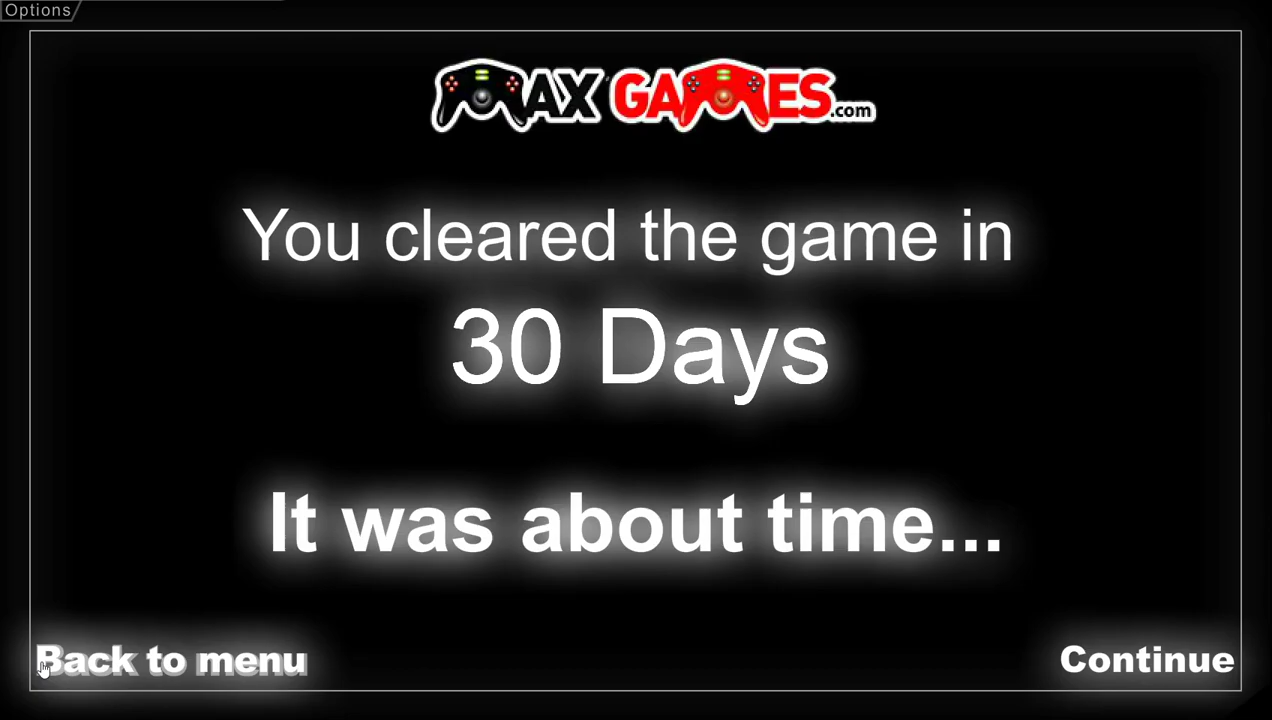 Options
MAX GAMES.com
You cleared the game in
30 Days
It was about time...
Back to menu
Continue